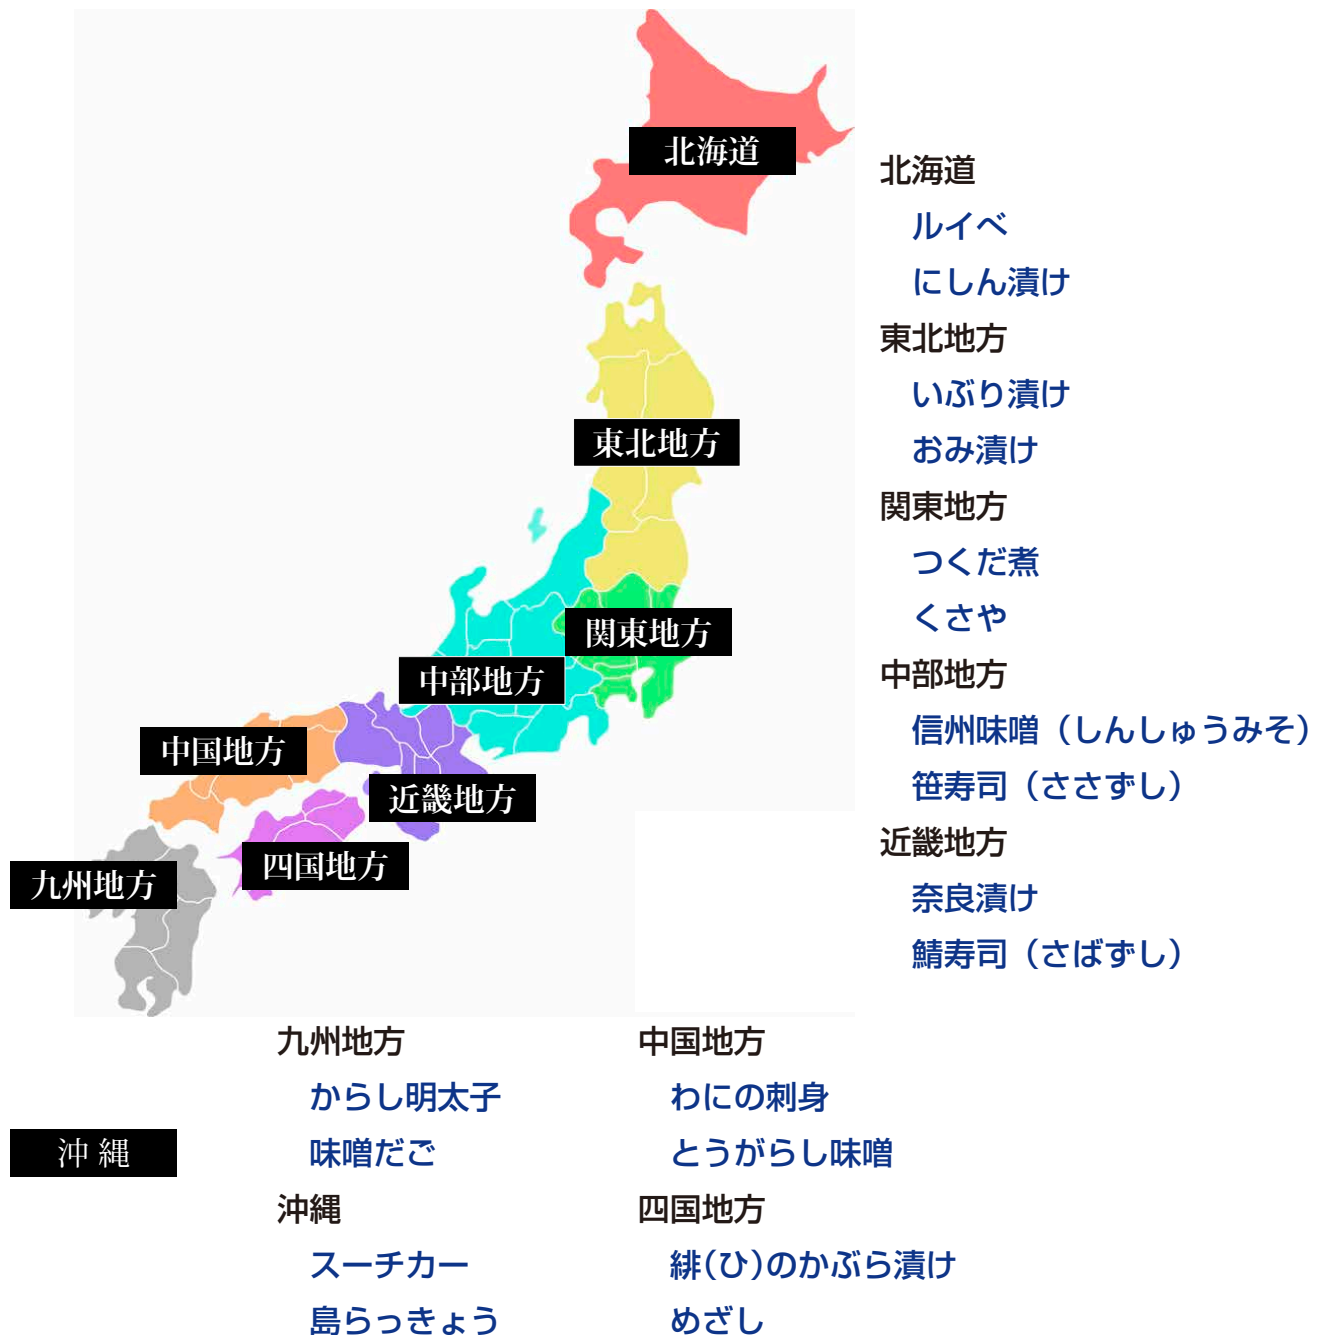 北海道
東北地方
関東地方
中部地方
中国地方
近畿地方
四国地方
九州地方
沖縄
北海道
ルイベ
にしん漬け
東北地方
いぶり漬け
おみ漬け
関東地方
つくだ煮
くさや
中部地方
信州味噌（しんしゅうみそ）
笹寿司（ささずし）
近畿地方
奈良漬け
鯖寿司（さばずし）
九州地方
からし明太子
味噌だご
沖縄
スーチカー
島らっきょう
中国地方
わにの刺身
とうがらし味噌
四国地方
緋(ひ)のかぶら漬け
めざし